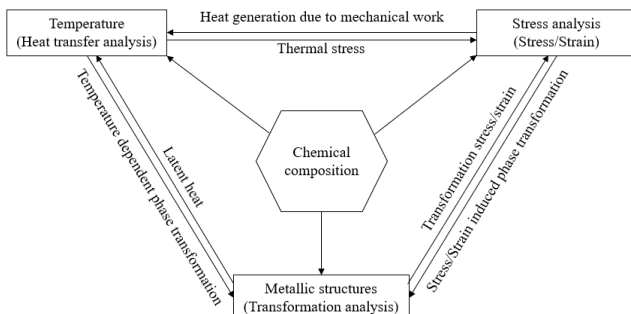 Temperature
(Heat transfer analysis)
Heat generation due to mechanical work
Thermal stress
Stress analysis
(Stress/Strain)
Chemical
composition
Temperature dependent phase transformation
Latent heat
Transformation stress/strain
Stress/Strain induced phase transformation
Metallic structures
(Transformation analysis)